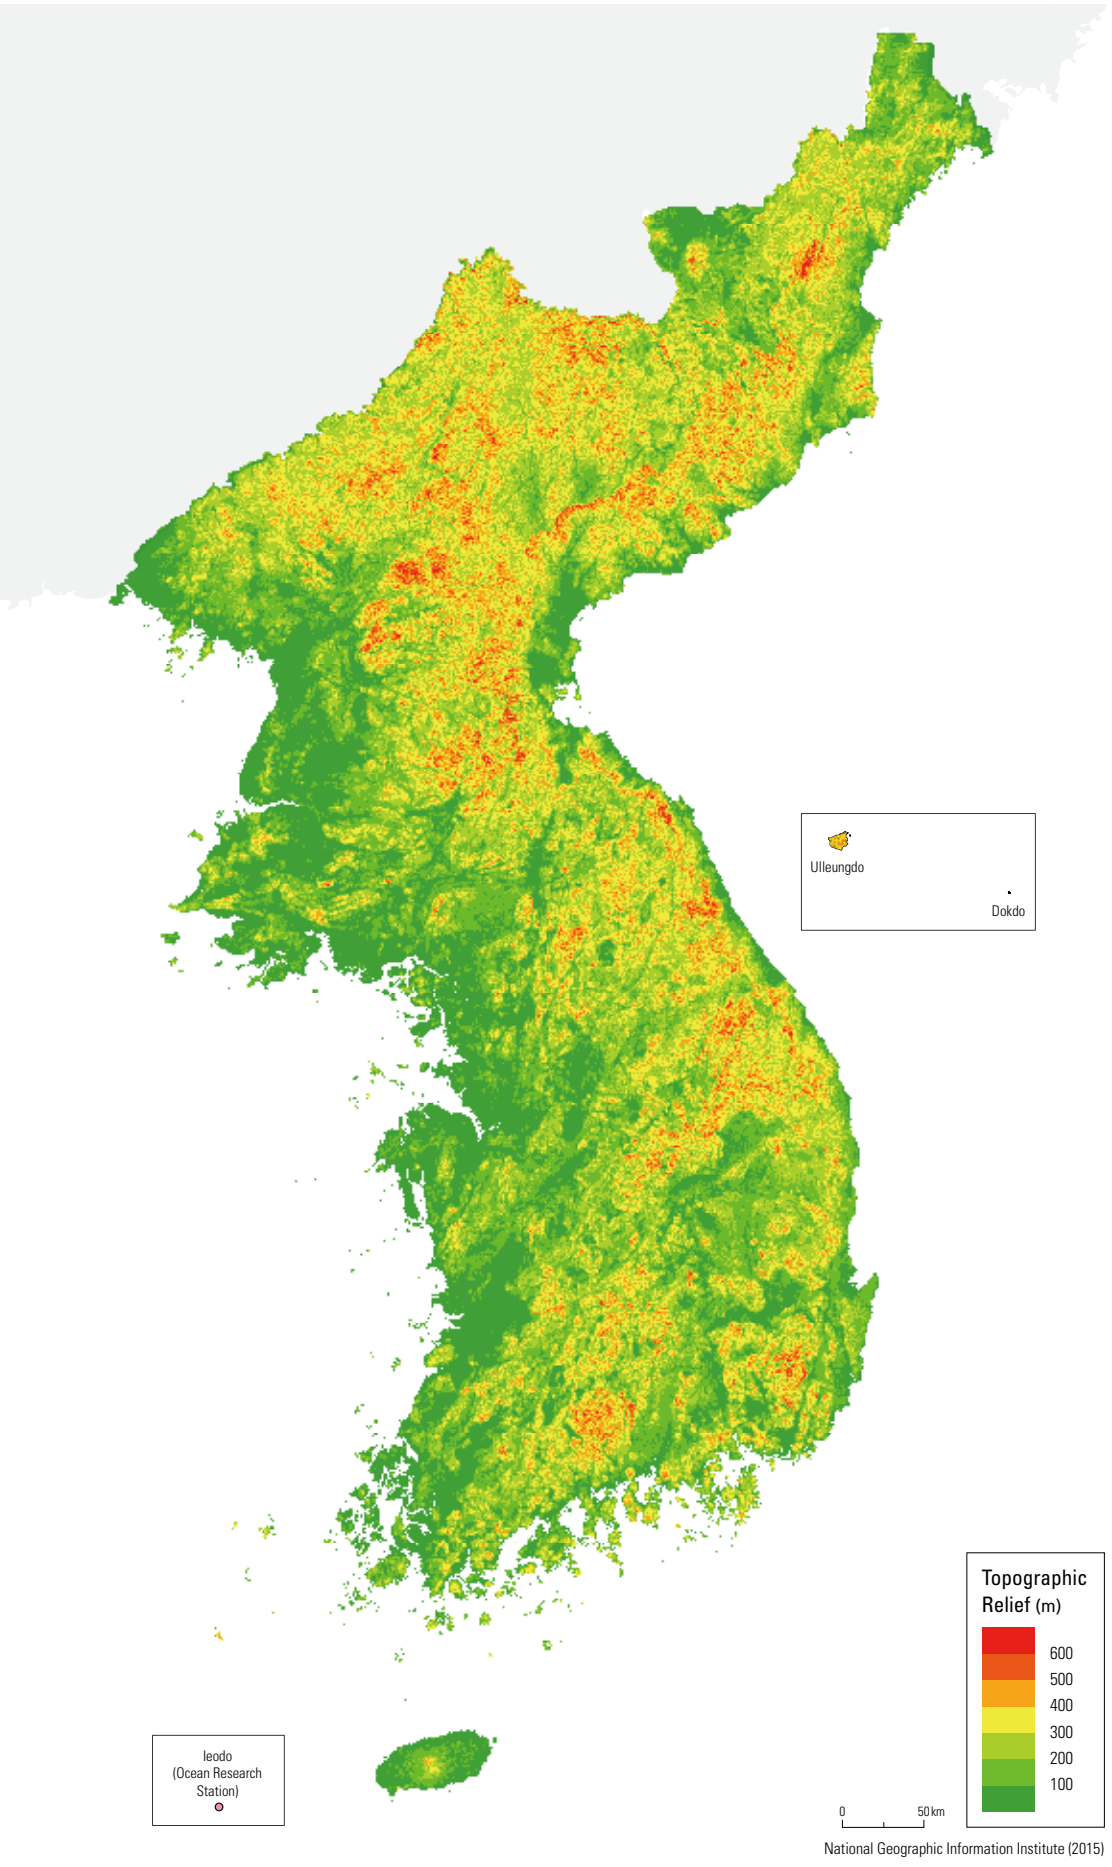 Ulleungdo
Dokdo
Topographic
Relief (m)
600
500
400
300
200
100
Ieodo
(Ocean Research
Station)
0 50 km
National Geographic Information Institute (2015)